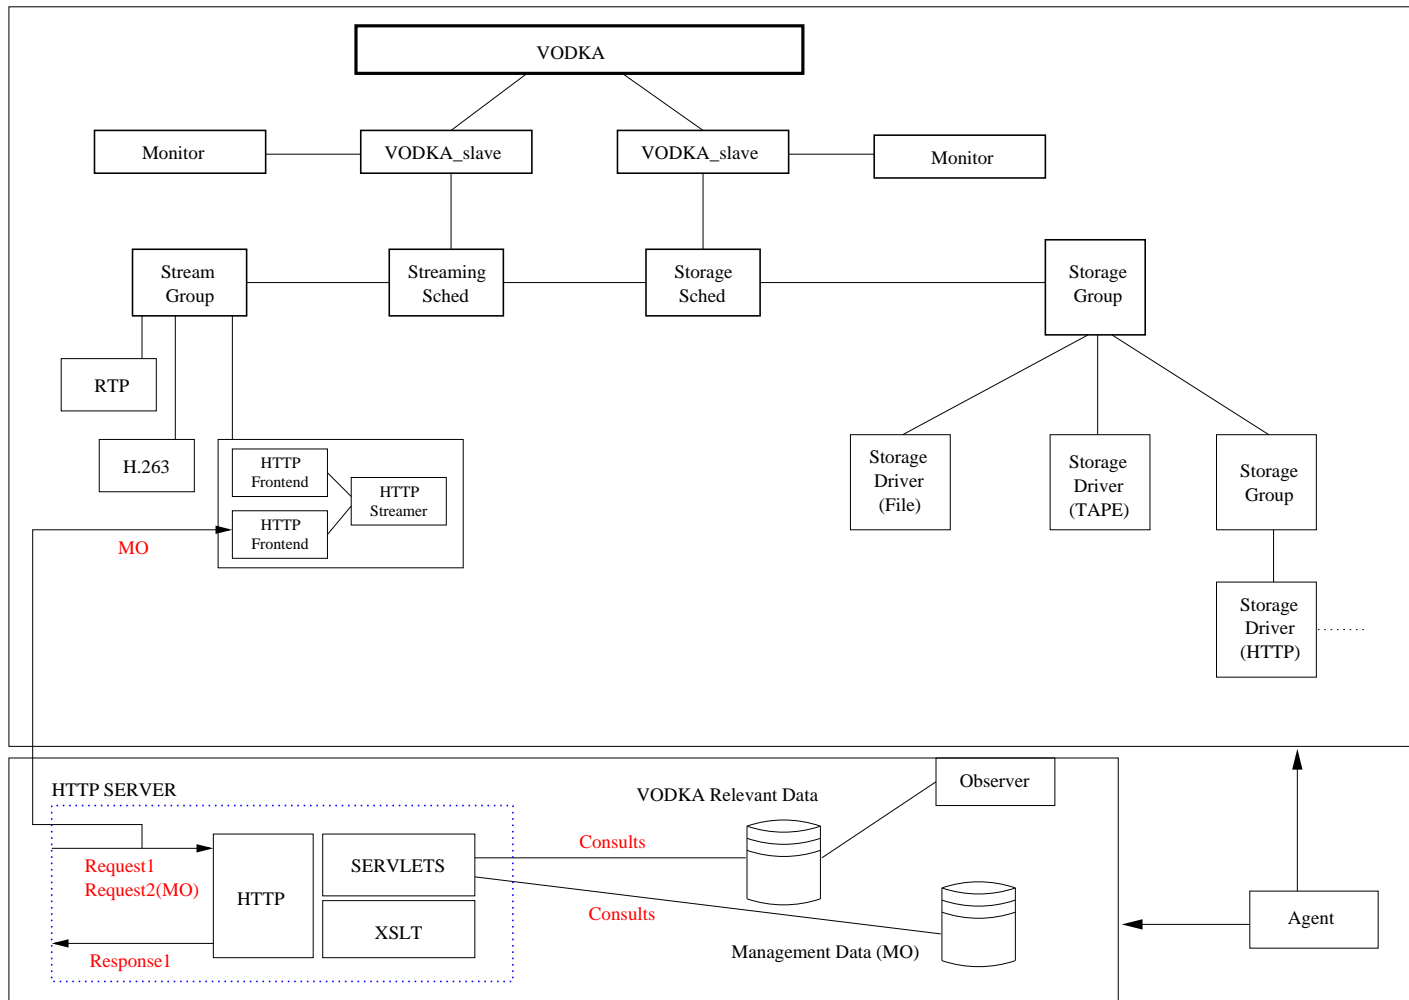 VODKA
Monitor
VODKA_slave
VODKA_slave
Monitor
Stream
Group
Streaming
Sched
Storage
Sched
Storage
Group
RTP
H.263
HTTP
Frontend
HTTP
Streamer
HTTP
Frontend
MO
Storage
Driver
(File)
Storage
Driver
(TAPE)
Storage
Group
Storage
Driver
(HTTP)
HTTP SERVER
Request1
Request2(MO)
Response1
HTTP
SERVLETS
XSLT
Consults
Consults
VODKA Relevant Data
Management Data (MO)
Observer
Agent